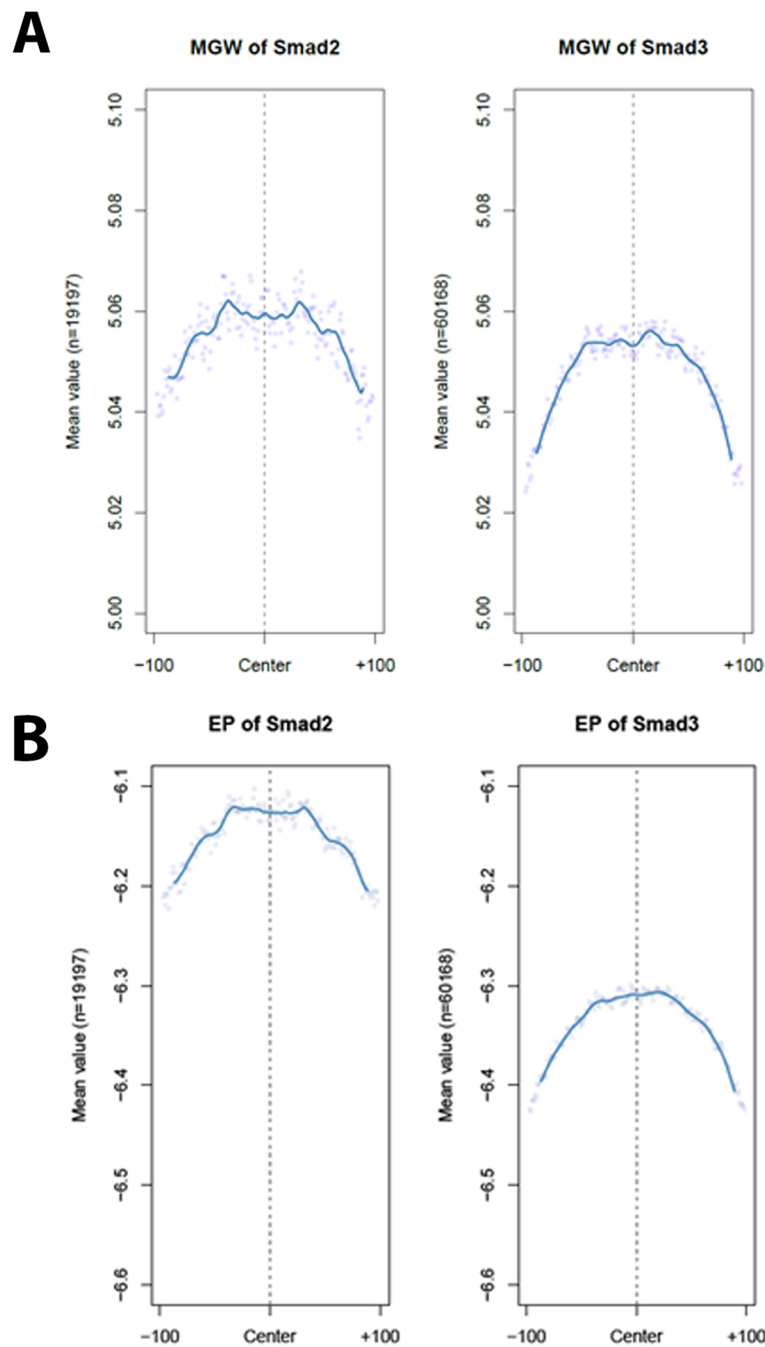 A
MGW of Smad2
MGW of Smad3
Mean value (n=19197)
5.10
5.08
5.06
5.04
5.02
5.00
−100
Center
+100
Mean value (n=60168)
5.10
5.08
5.06
5.04
5.02
5.00
−100
Center
+100
B
EP of Smad2
EP of Smad3
Mean value (n=19197)
−6.1
−6.2
−6.3
−6.4
−6.5
−6.6
−100
Center
+100
Mean value (n=60168)
−6.1
−6.2
−6.3
−6.4
−6.5
−6.6
−100
Center
+100